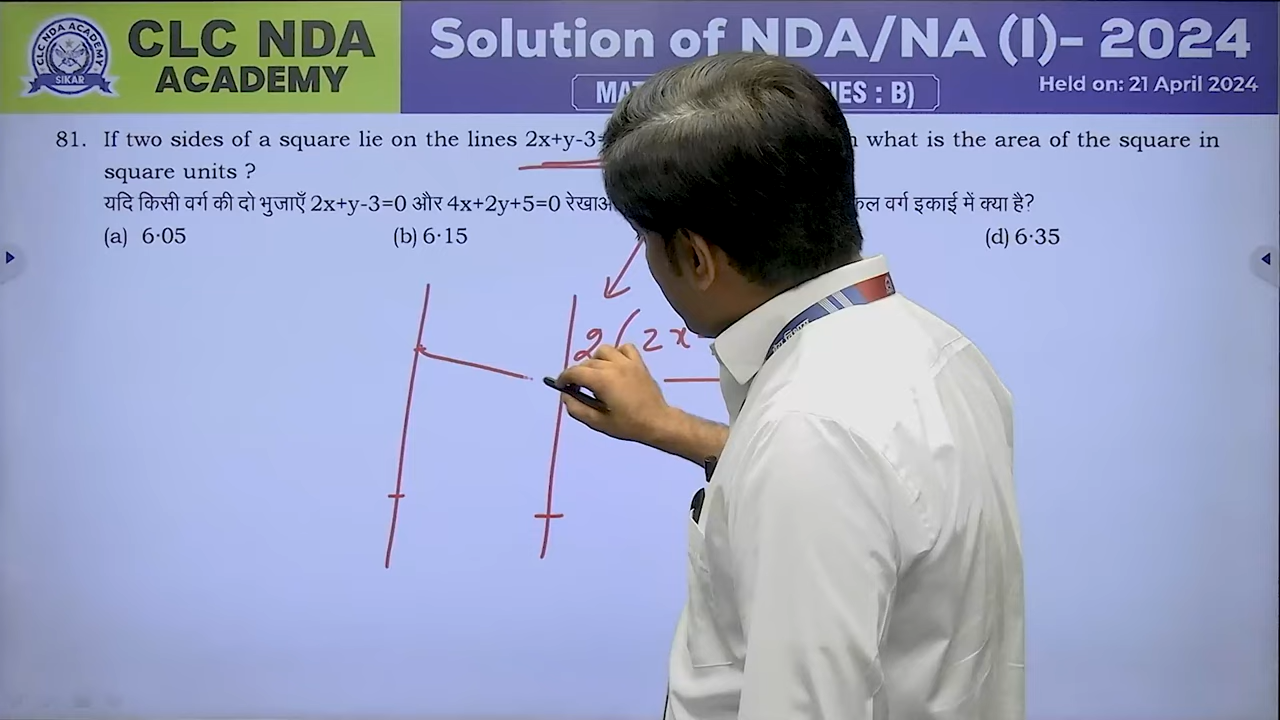 CLC NDA ACADEMY
SIKAR
CLC NDA
ACADEMY
Solution of NDA/NA (I)- 2024
Held on: 21 April 2024
81. If two sides of a square lie on the lines 2x+y-3= what is the area of the square in
square units ?
यदि किसी वर्ग की दो भुजाएँ 2x+y-3=0 और 4x+2y+5=0 वर्ग इकाई में क्या है?
(a) 6·05 (b) 6·15 (d) 6·35
2(2x